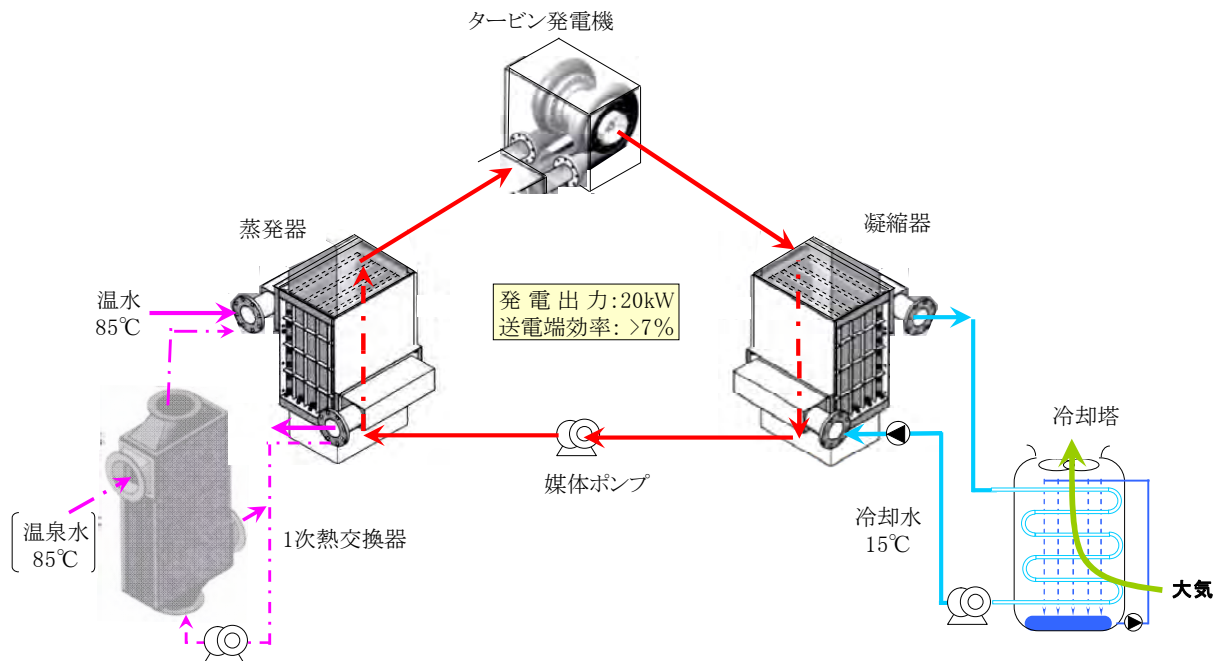 タービン発電機
蒸発器
凝縮器
温水
85℃
発電出力:20kW
送電端効率: >7%
冷却塔
媒体ポンプ
温泉水
85℃
1次熱交換器
冷却水
15℃
大気